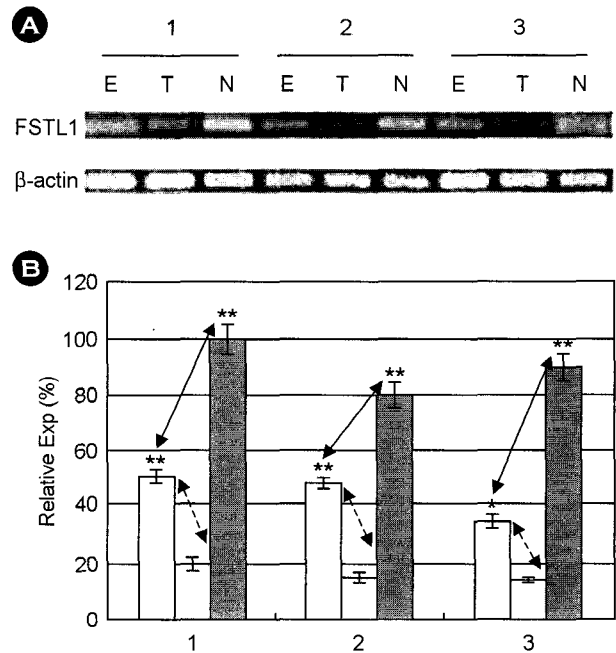 A
1 2 3
E T N E T N E T N
FSTL1
β-actin
B
120
100
80
60
40
20
0
Relative Exp (%)
** ** ** ** * **
1 2 3